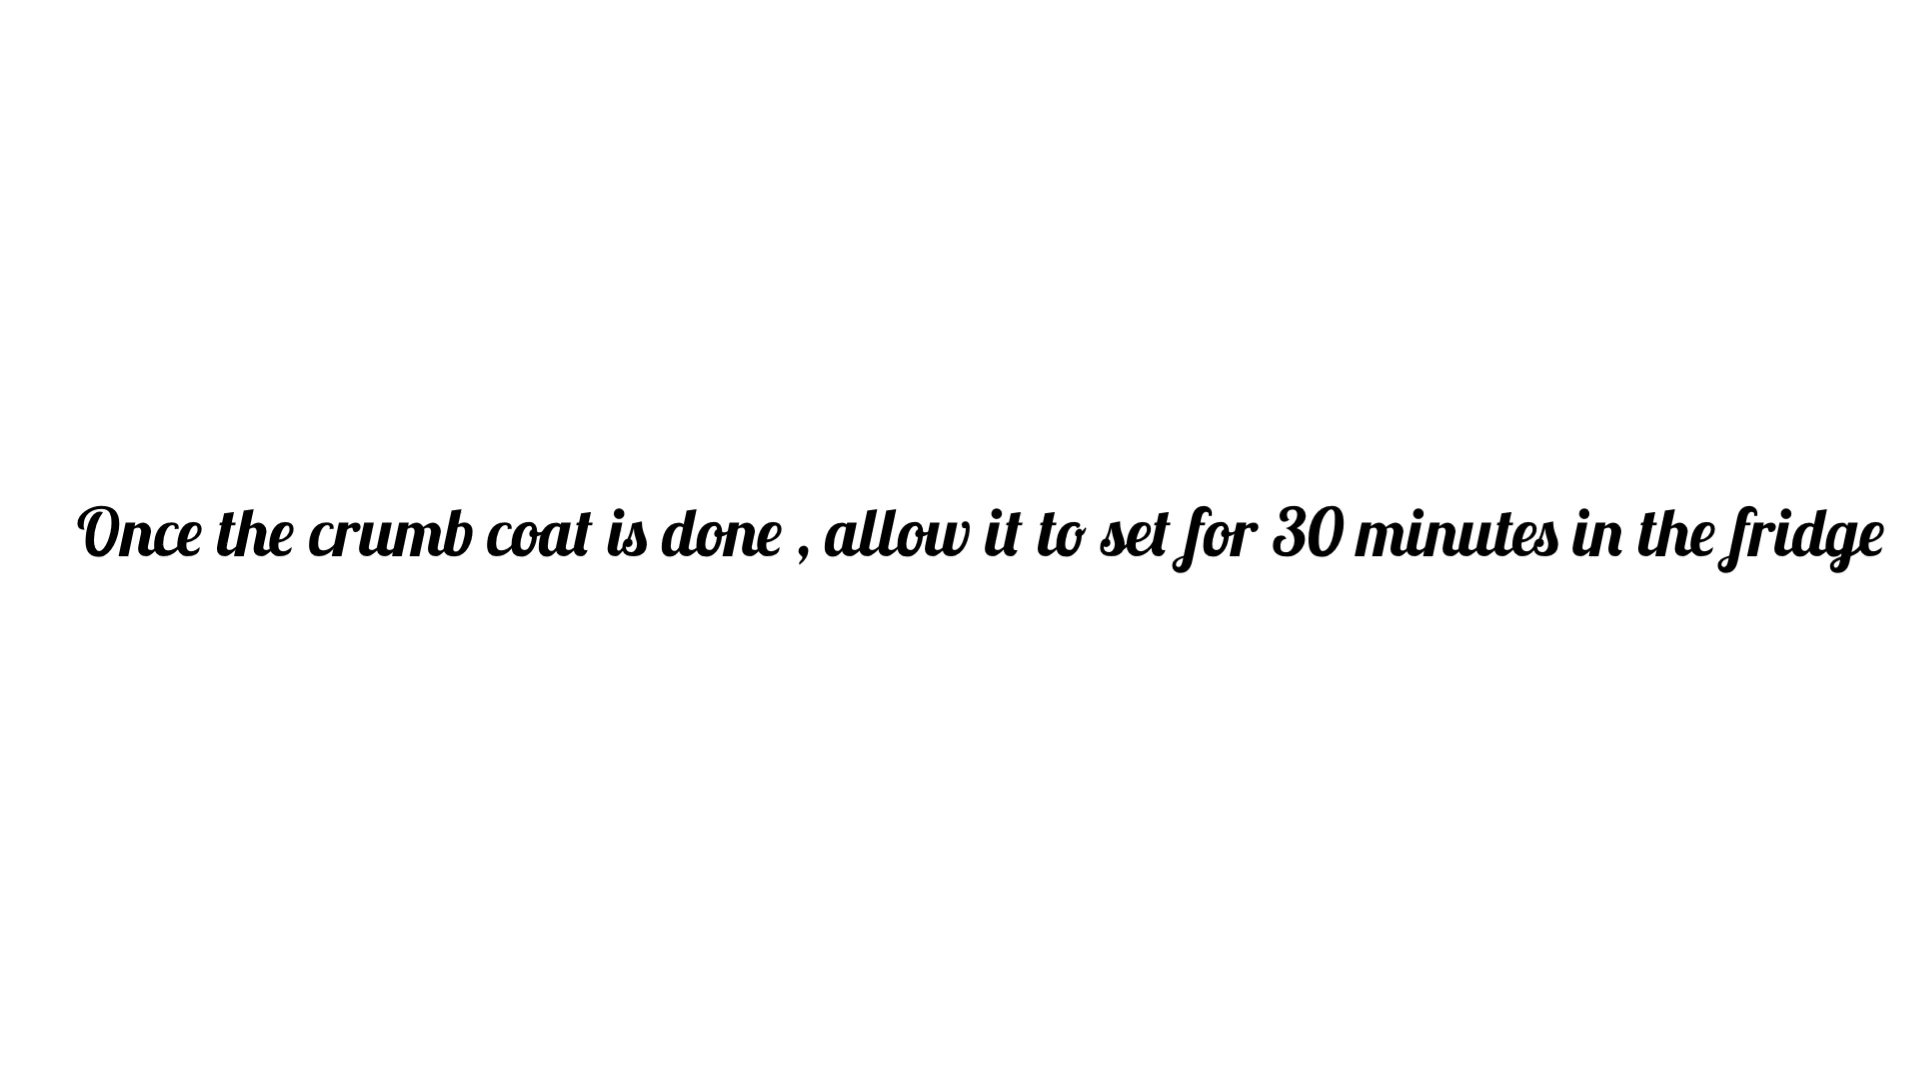 Once the crumb coat is done , allow it to set for 30 minutes in the fridge